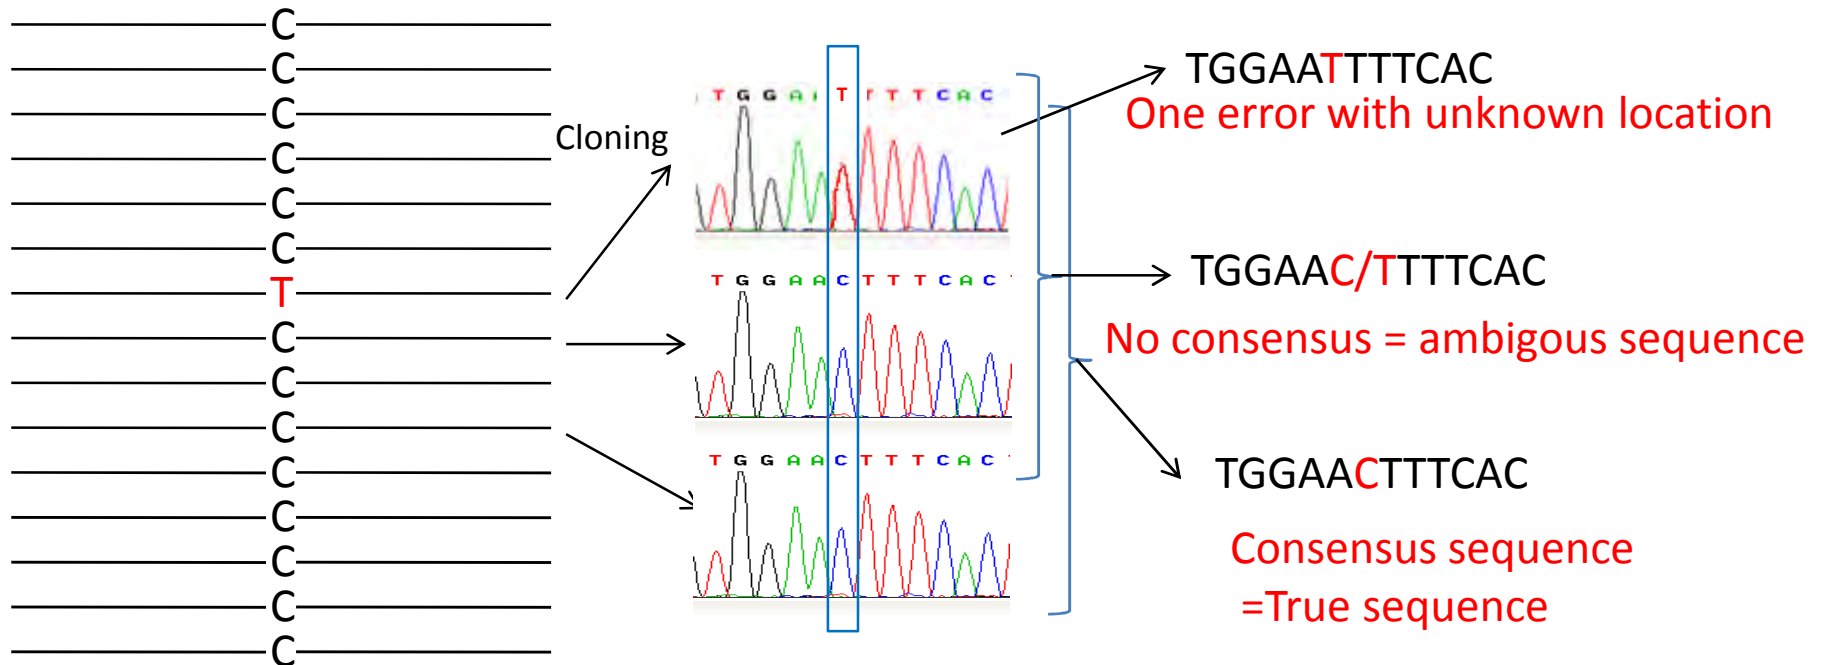 C
C
C
C
C
C
T
C
C
C
C
C
C
C
C
Cloning
T G G A A T T T T C A C
T G G A A C T T T C A C
T G G A A C T T T C A C
TGGAATTTTCAC
One error with unknown location
TGGAAC/TTTTCAC
No consensus = ambigous sequence
TGGAACTTTCAC
Consensus sequence
=True sequence